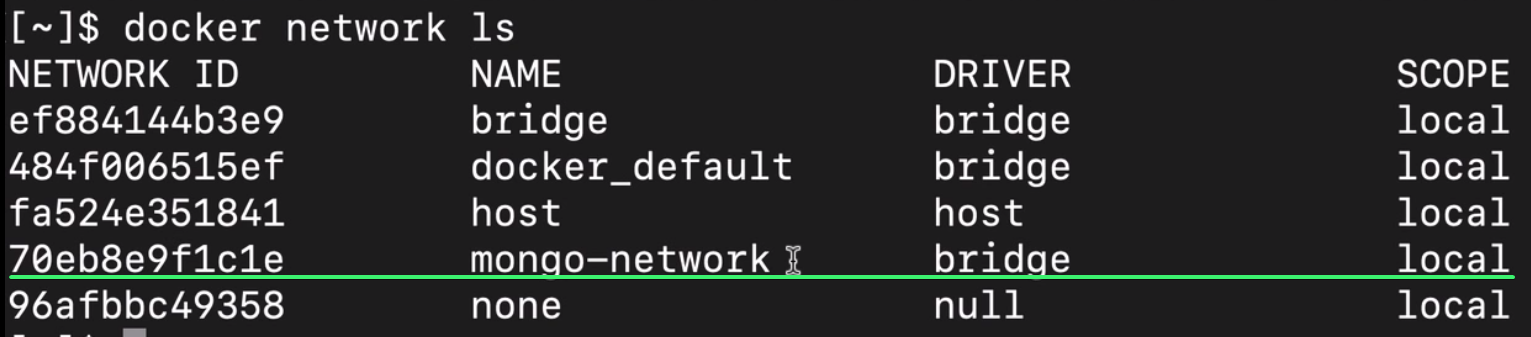 [~]$ docker network ls
NETWORK ID NAME DRIVER SCOPE
ef884144b3e9 bridge bridge local
484f006515ef docker_default bridge local
fa524e351841 host host local
70eb8e9f1c1e mongo-network bridge local
96afbbc49358 none null local